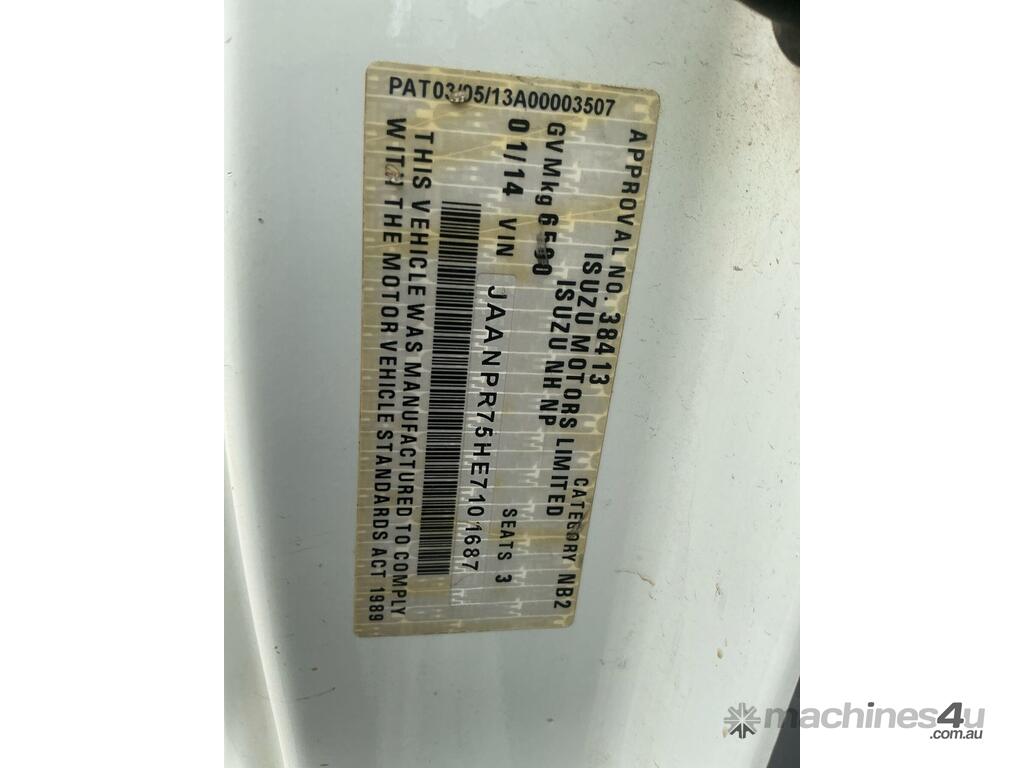 APPROVAL NO. 38413 CATEGORY NB2
ISUZU MOTORS LIMITED
ISUZU NH NP
GVMkg 6500
01/14 VIN JAANPR75HE7101687 SEATS 3
THIS VEHICLE WAS MANUFACTURED TO COMPLY
WITH THE MOTOR VEHICLE STANDARDS ACT 1989
PAT03/05/13A00003507
machines4u
.com.au